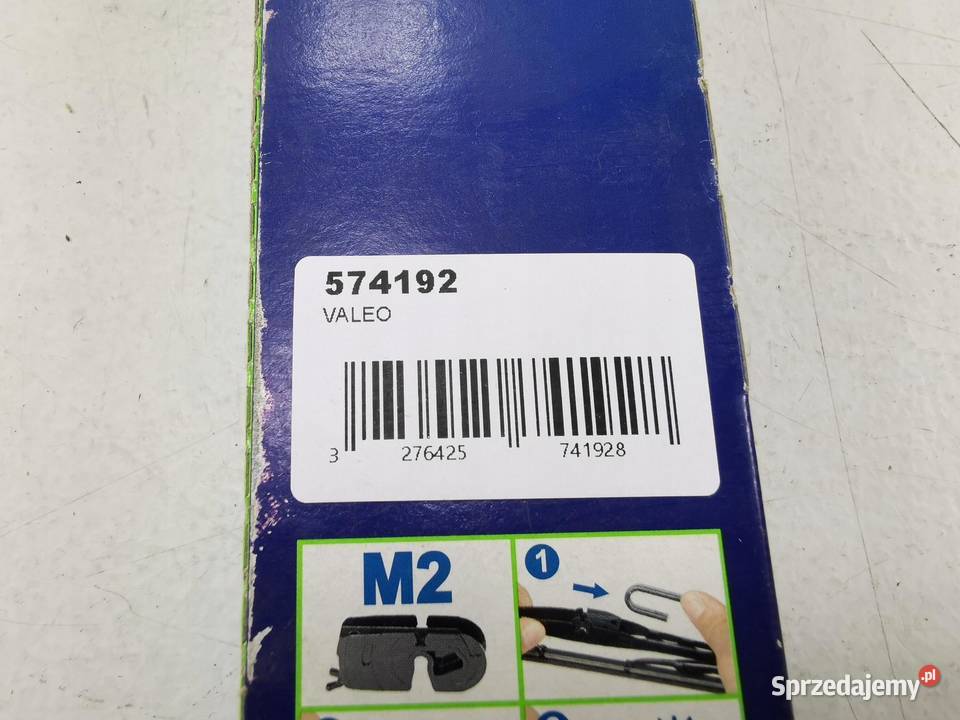 574192
VALEO
3 276425 741928
M2
1
Sprzedajemy.pl